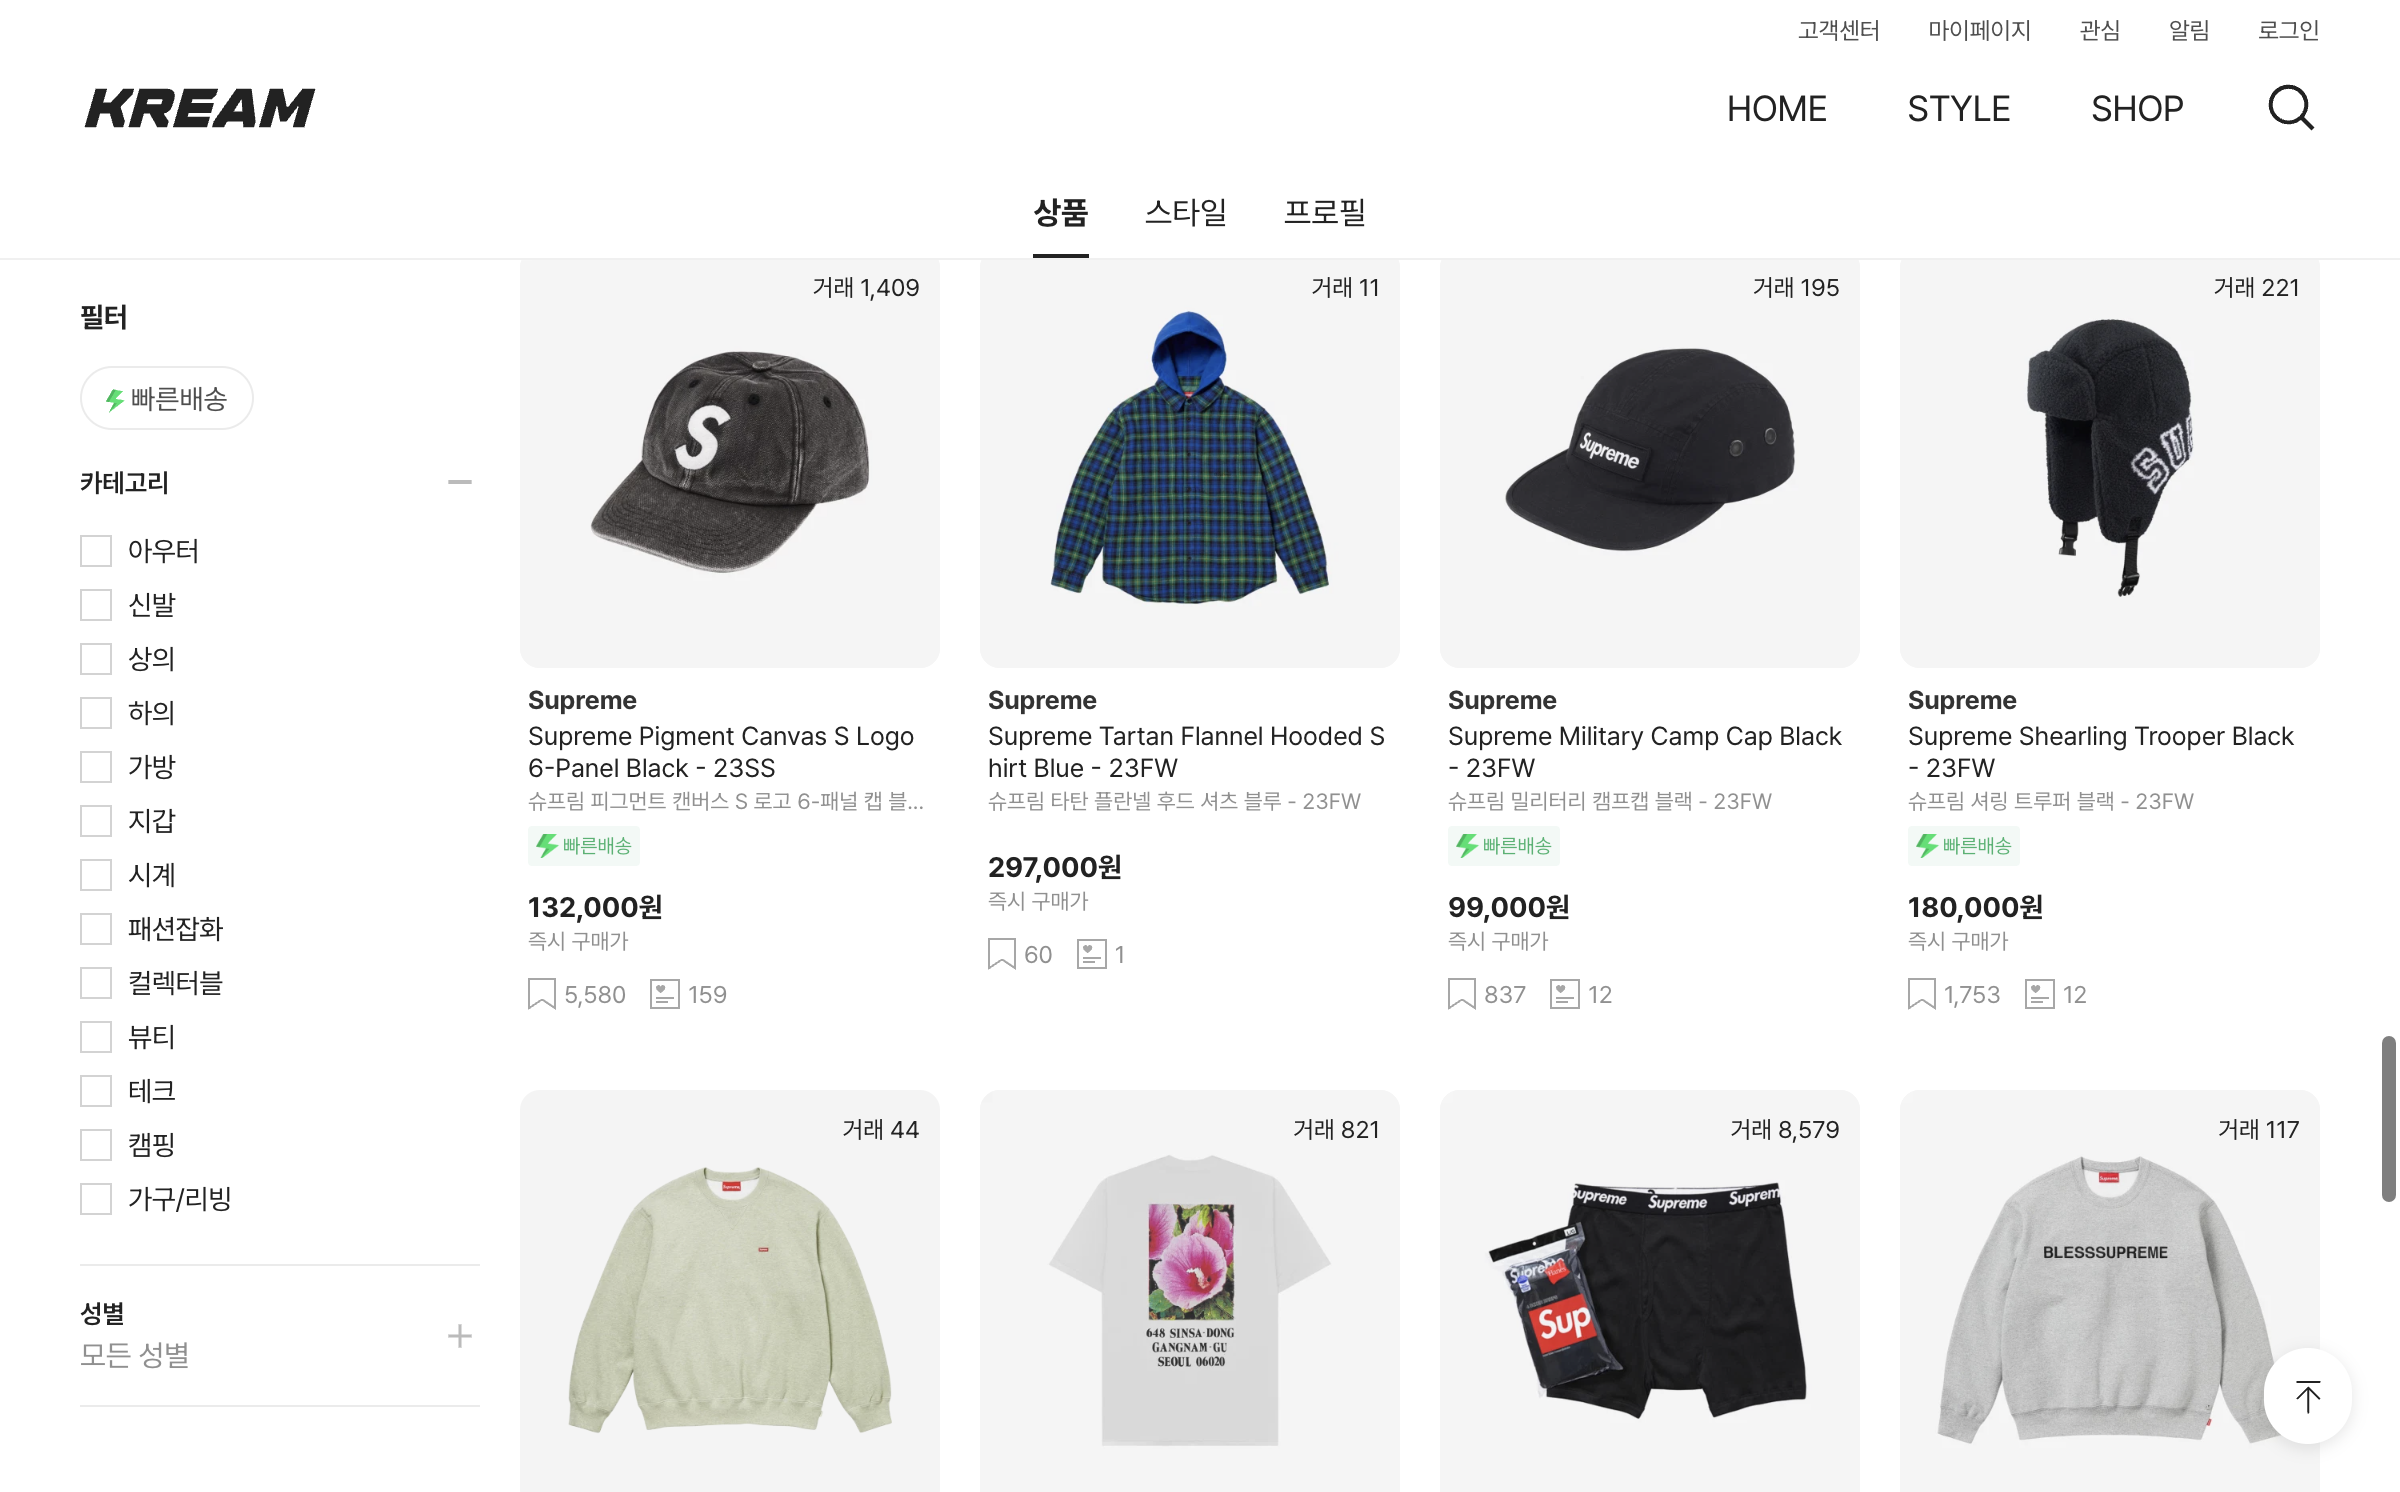 고객센터 마이페이지 관심 알림 로그인
KREAM
HOME STYLE SHOP
상품 스타일 프로필
필터
빠른배송
카테고리
아우터
신발
상의
하의
가방
지갑
시계
패션잡화
컬렉터블
뷰티
테크
캠핑
가구/리빙
성별
모든 성별
거래 1,409
S
Supreme
Supreme Pigment Canvas S Logo
6-Panel Black - 23SS
슈프림 피그먼트 캔버스 S 로고 6-패널 캡 블...
빠른배송
132,000원
즉시 구매가
5,580 159
거래 11
Supreme
Supreme Tartan Flannel Hooded S
hirt Blue - 23FW
슈프림 타탄 플란넬 후드 셔츠 블루 - 23FW
297,000원
즉시 구매가
60 1
거래 195
Supreme
Supreme
Supreme Military Camp Cap Black
- 23FW
슈프림 밀리터리 캠프캡 블랙 - 23FW
빠른배송
99,000원
즉시 구매가
837 12
거래 221
SU
Supreme
Supreme Shearling Trooper Black
- 23FW
슈프림 셔링 트루퍼 블랙 - 23FW
빠른배송
180,000원
즉시 구매가
1,753 12
거래 44
Supreme
거래 821
648 SINSA-DONG
GANGNAM-GU
SEOUL 06020
거래 8,579
Supreme Supreme Suprem
Supreme
Sup
거래 117
Supreme
BLESSSUPREME